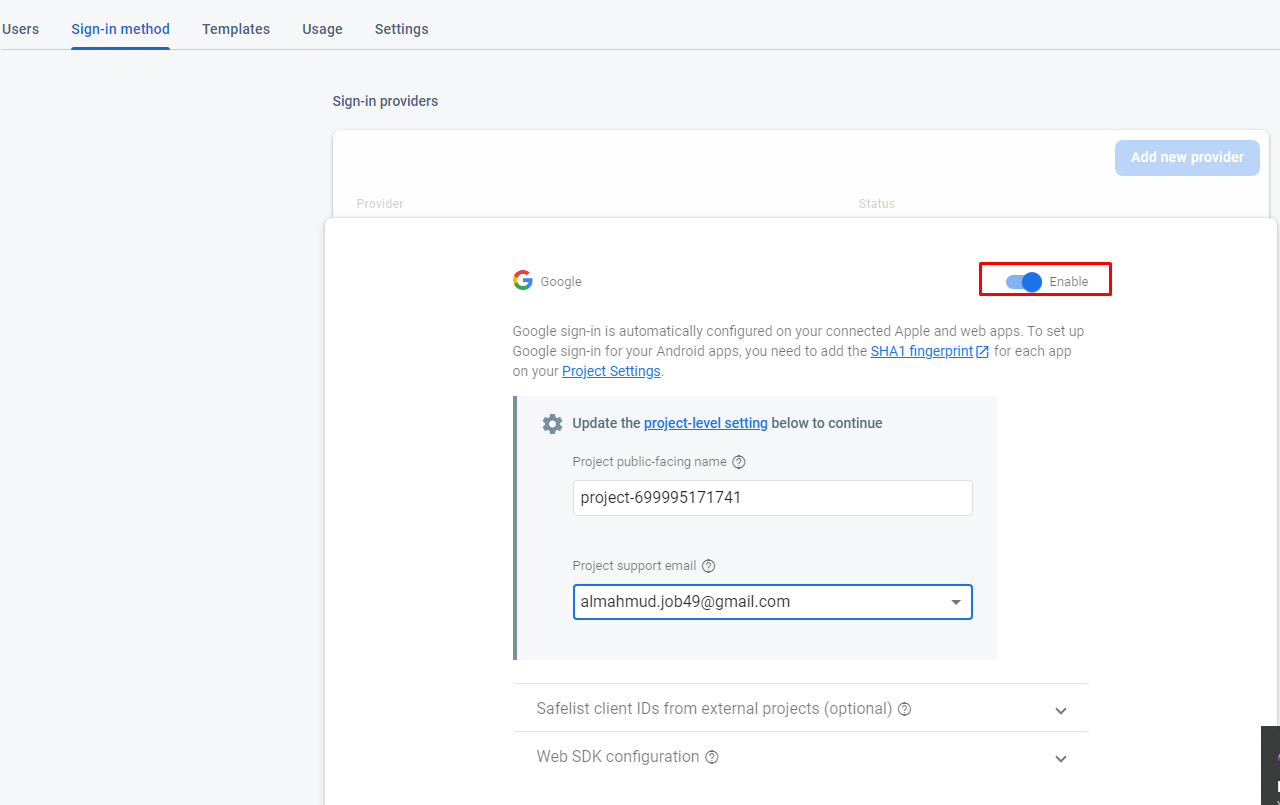 Users Sign-in method Templates Usage Settings
Sign-in providers
Add new provider
Provider Status
Google Enable
Google sign-in is automatically configured on your connected Apple and web apps. To set up
Google sign-in for your Android apps, you need to add the SHA1 fingerprint for each app
on your Project Settings.
Update the project-level setting below to continue
Project public-facing name
project-699995171741
Project support email
almahmud.job49@gmail.com
Safelist client IDs from external projects (optional)
Web SDK configuration